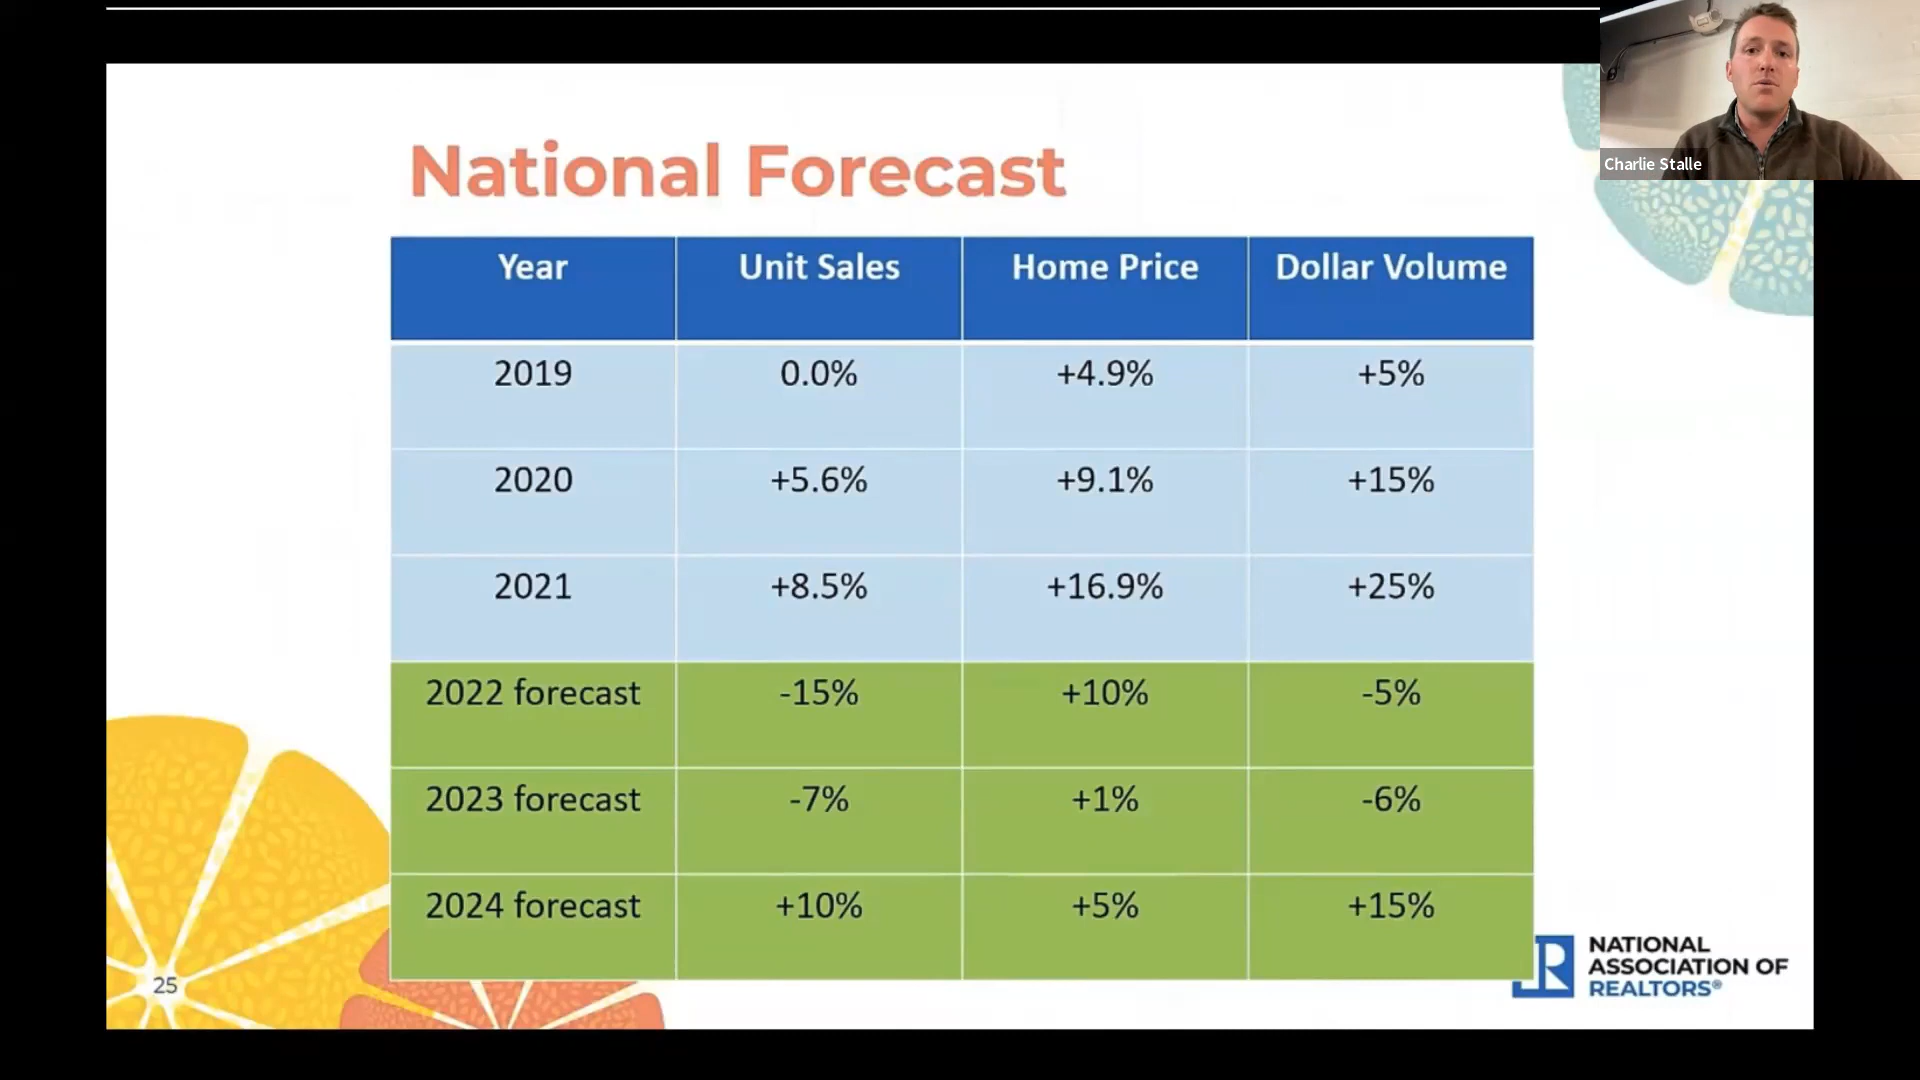 National Forecast
Year Unit Sales Home Price Dollar Volume
2019 0.0% +4.9% +5%
2020 +5.6% +9.1% +15%
2021 +8.5% +16.9% +25%
2022 forecast -15% +10% -5%
2023 forecast -7% +1% -6%
2024 forecast +10% +5% +15%
25
R
NATIONAL
ASSOCIATION OF
REALTORS®
Charlie Stalle